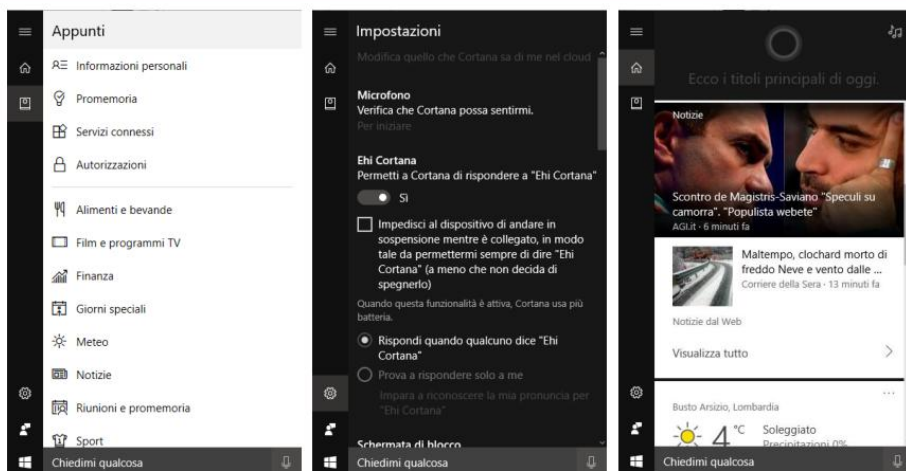 Appunti
Informazioni personali
Promemoria
Servizi connessi
Autorizzazioni
Alimenti e bevande
Film e programmi TV
Finanza
Giorni speciali
Meteo
Notizie
Riunioni e promemoria
Sport
Chiedimi qualcosa
Impostazioni
Modifica quello che Cortana sa di me nel cloud
Microfono
Verifica che Cortana possa sentirmi.
Per iniziare
Ehi Cortana
Permetti a Cortana di rispondere a "Ehi Cortana"
Sì
Impedisci al dispositivo di andare in
sospensione mentre è collegato, in modo
tale da permettermi sempre di dire "Ehi
Cortana" (a meno che non decida di
spegnerlo)
Quando questa funzionalità è attiva, Cortana usa più
batteria.
Rispondi quando qualcuno dice "Ehi
Cortana"
Prova a rispondere solo a me
Impara a riconoscere la mia pronuncia per
"Ehi Cortana"
Schermata di blocco
Chiedimi qualcosa
Ecco i titoli principali di oggi.
Notizie
Scontro de Magistris-Saviano "Speculi su
camorra". "Populista webete"
AGI.it · 6 minuti fa
Maltempo, clochard morto di
freddo Neve e vento dalle ...
Corriere della Sera · 13 minuti fa
Notizie dal Web
Visualizza tutto
Busto Arsizio, Lombardia
4 °C
Soleggiato
Precipitazioni 0%
Chiedimi qualcosa